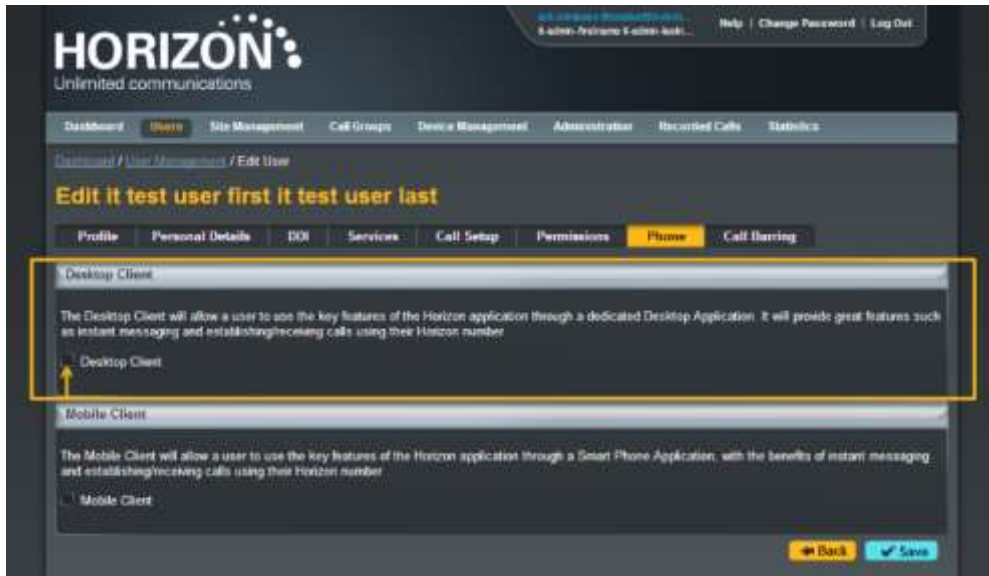 HORIZON
Unlimited communications
Help | Change Password | Log Out
Dashboard Users Site Management Call Groups Device Management Administration Recorded Calls Statistics
Dashboard / User Management / Edit User
Edit it test user first it test user last
Profile Personal Details DDI Services Call Setup Permissions Phone Call Barring
Desktop Client
The Desktop Client will allow a user to use the key features of the Horizon application through a dedicated Desktop Application. It will provide great features such
as instant messaging and establishing/receiving calls using their Horizon number
Desktop Client
Mobile Client
The Mobile Client will allow a user to use the key features of the Horizon application through a Smart Phone Application, with the benefits of instant messaging
and establishing/receiving calls using their Horizon number
Mobile Client
Back Save